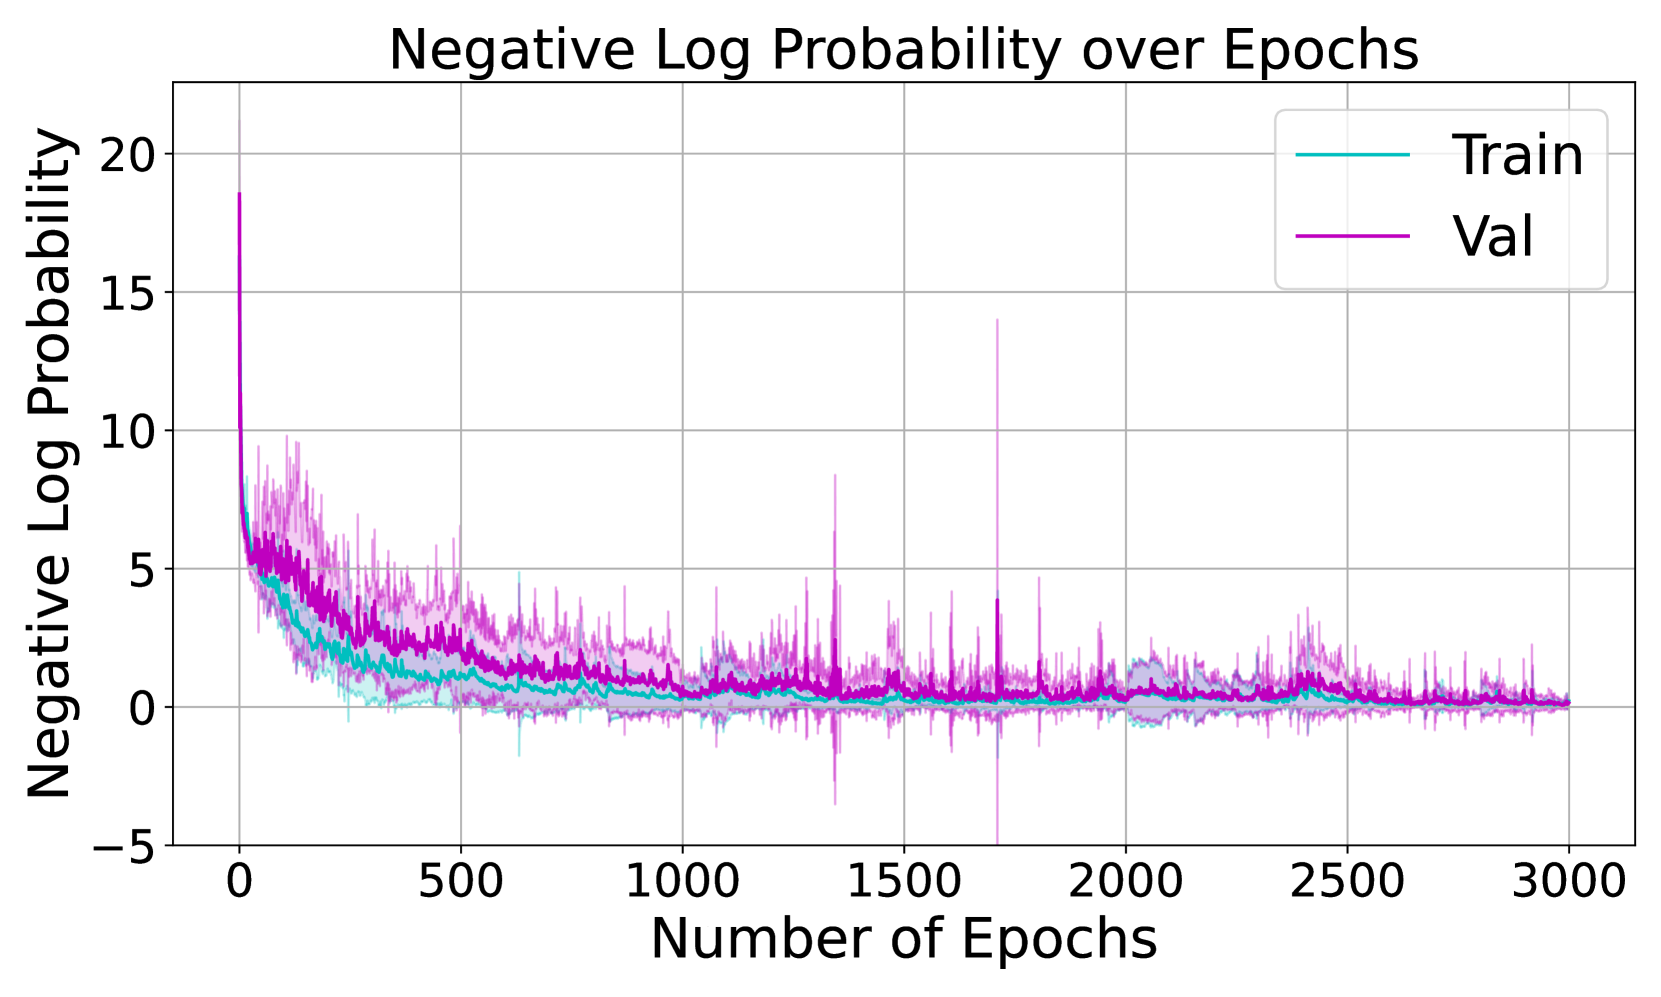 Negative Log Probability over Epochs
Negative Log Probability
20
15
10
5
0
−5
Train
Val
0 500 1000 1500 2000 2500 3000
Number of Epochs